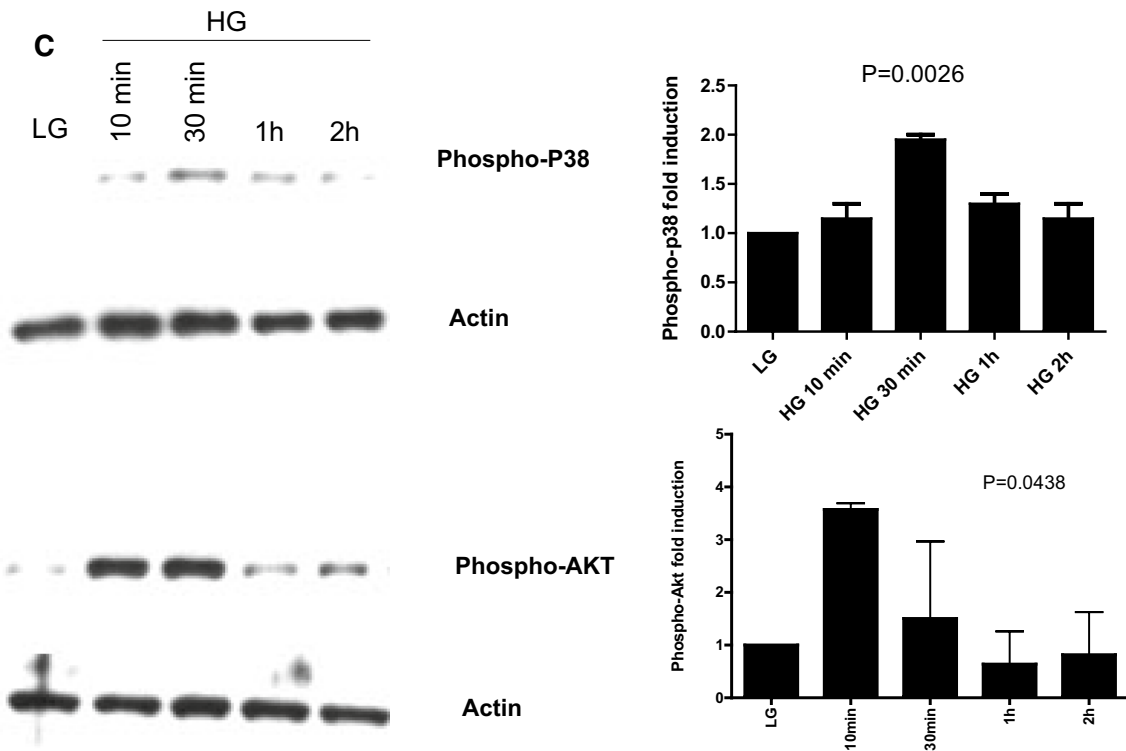 C
HG
LG
10 min
30 min
1h
2h
Phospho-P38
Actin
Phospho-AKT
Actin
P=0.0026
Phospho-p38 fold induction
2.5
2.0
1.5
1.0
0.5
0.0
LG
HG 10 min
HG 30 min
HG 1h
HG 2h
P=0.0438
Phospho-Akt fold induction
5
4
3
2
1
0
LG
10min
30min
1h
2h